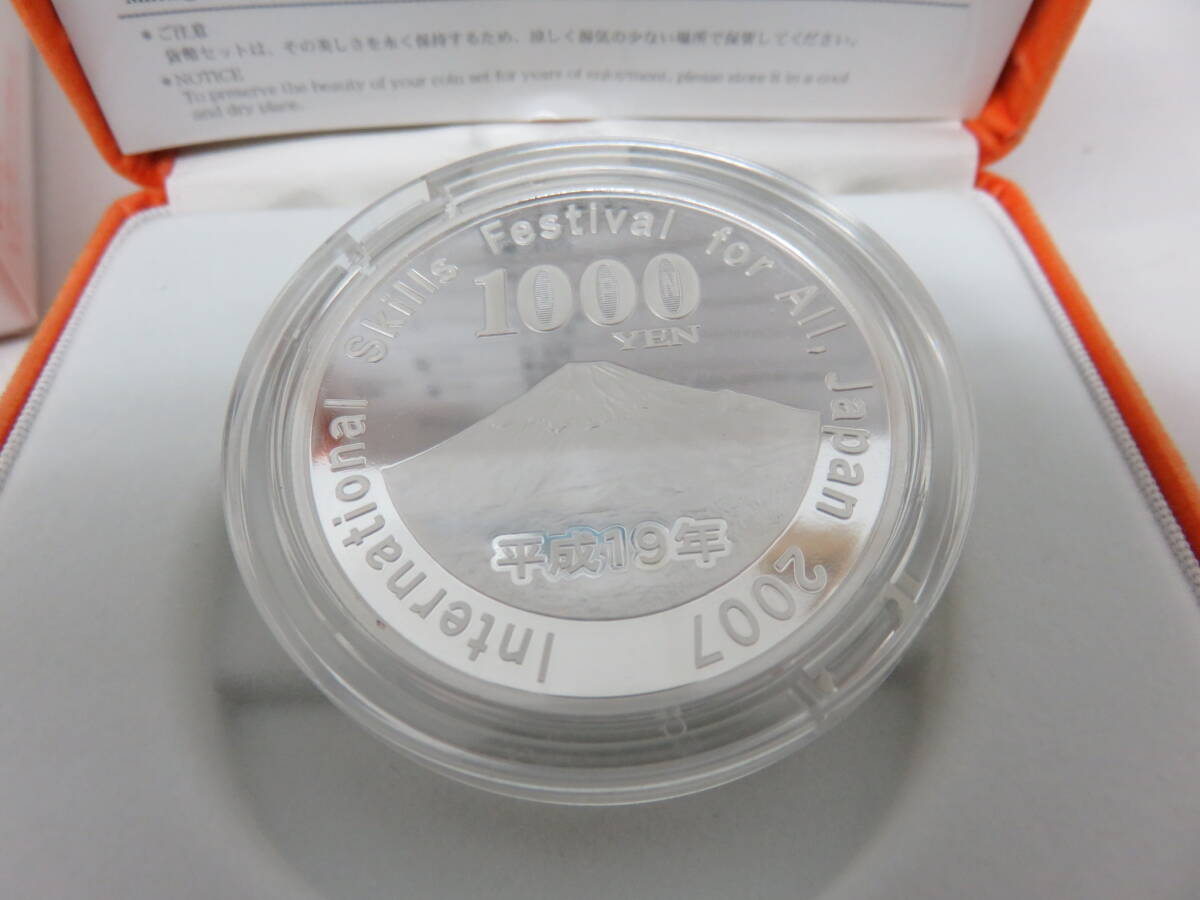 ＊ご注意
貨幣セットは、その美しさを永く保持するため、涼しく湿気の少ない場所で保管してください。
＊NOTICE
To preserve the beauty of your coin set for years of enjoyment, please store it in a cool
and dry place.
International Skills Festival for All, Japan 2007
1000
YEN
平成19年